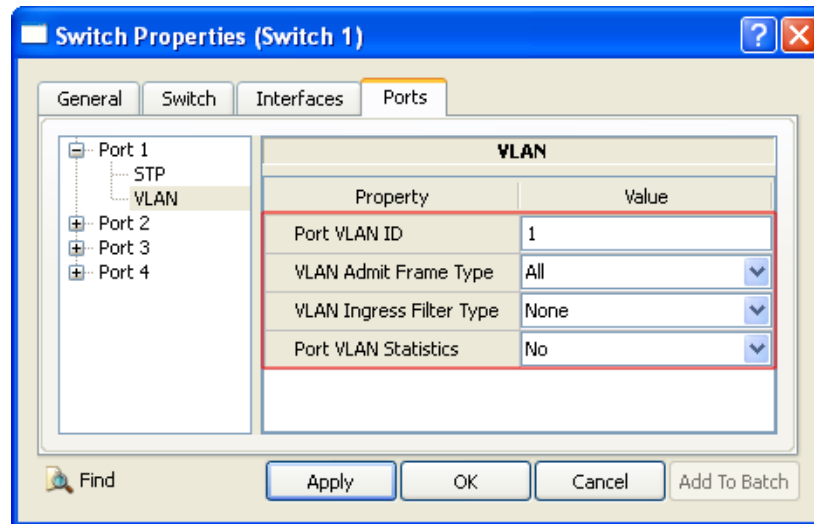 Switch Properties (Switch 1)
General Switch Interfaces Ports
Port 1
STP
VLAN
Port 2
Port 3
Port 4
VLAN
Property Value
Port VLAN ID 1
VLAN Admit Frame Type All
VLAN Ingress Filter Type None
Port VLAN Statistics No
Find Apply OK Cancel Add To Batch